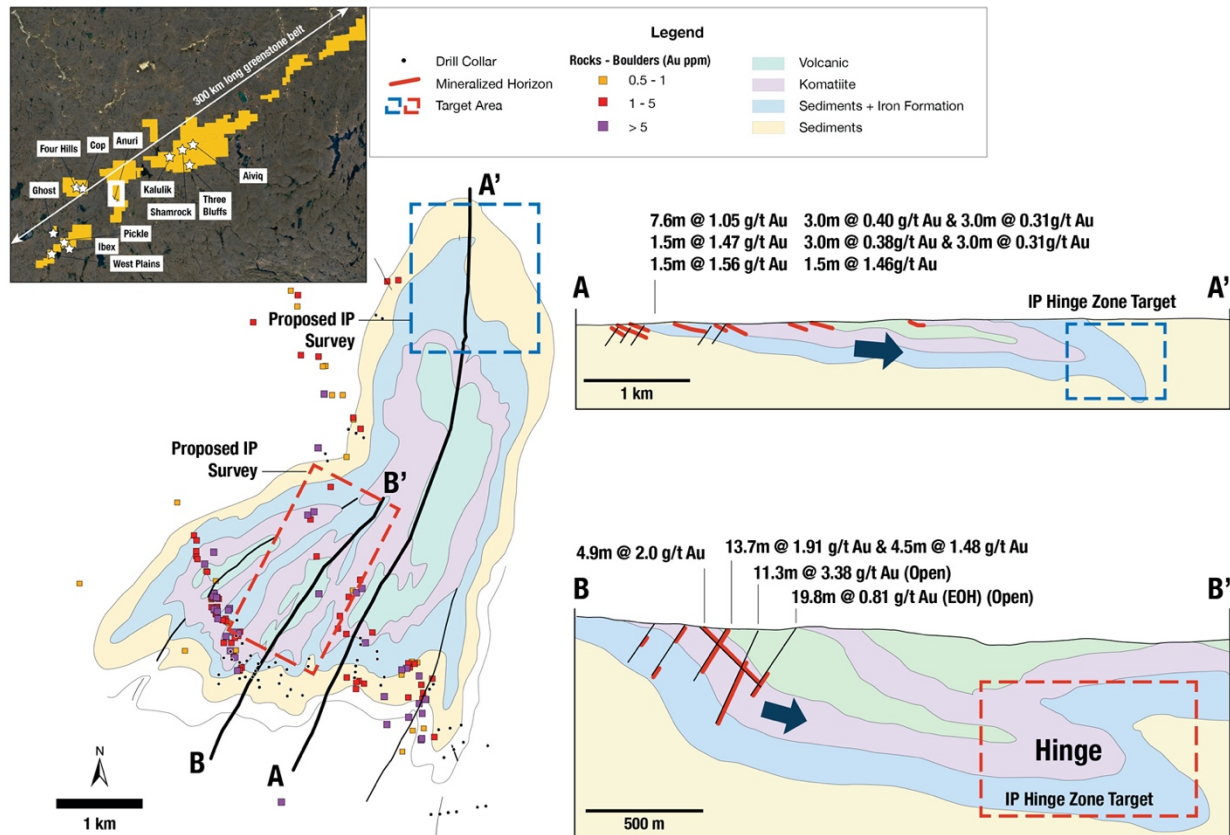 300 km long greenstone belt
Four Hills
Cop
Anuri
Ghost
Kalulik
Shamrock
Three
Bluffs
Aiviq
Pickle
Ibex
West Plains
Legend
Drill Collar
Mineralized Horizon
Target Area
Rocks - Boulders (Au ppm)
0.5 - 1
1 - 5
> 5
Volcanic
Komatiite
Sediments + Iron Formation
Sediments
A'
Proposed IP
Survey
Proposed IP
Survey
B'
B
A
N
1 km
7.6m @ 1.05 g/t Au 3.0m @ 0.40 g/t Au & 3.0m @ 0.31g/t Au
1.5m @ 1.47 g/t Au 3.0m @ 0.38g/t Au & 3.0m @ 0.31g/t Au
1.5m @ 1.56 g/t Au 1.5m @ 1.46g/t Au
A
A'
IP Hinge Zone Target
1 km
4.9m @ 2.0 g/t Au
13.7m @ 1.91 g/t Au & 4.5m @ 1.48 g/t Au
11.3m @ 3.38 g/t Au (Open)
19.8m @ 0.81 g/t Au (EOH) (Open)
B
B'
Hinge
IP Hinge Zone Target
500 m